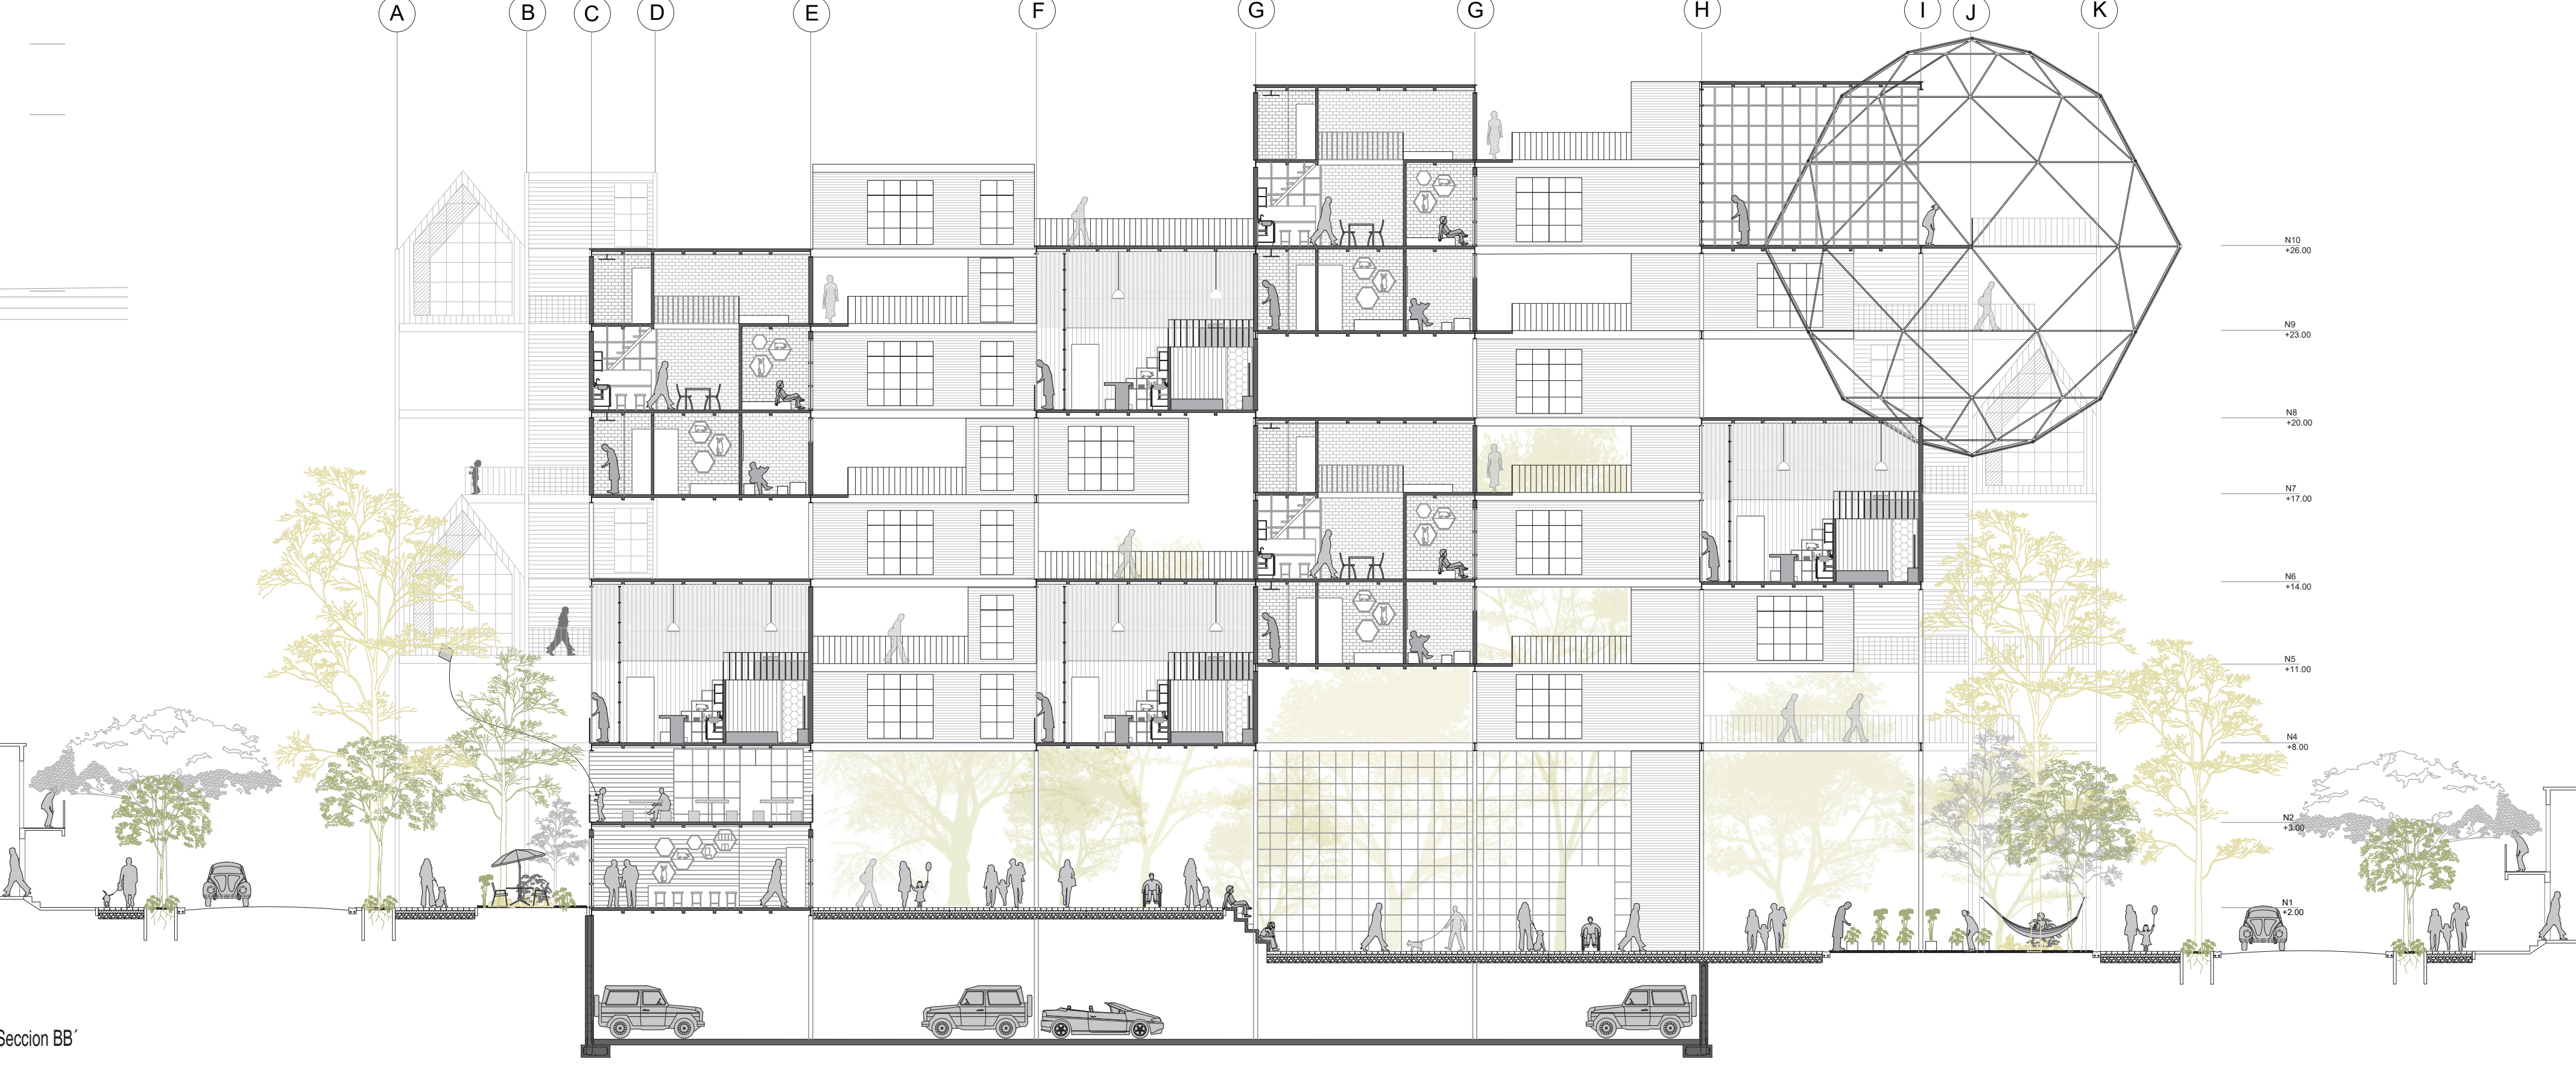 A
B
C
D
E
F
G
G
H
I
J
K
N10
+26.00
N9
+23.00
N8
+20.00
N7
+17.00
N6
+14.00
N5
+11.00
N4
+8.00
N2
+3.00
N1
+2.00
Seccion BB´